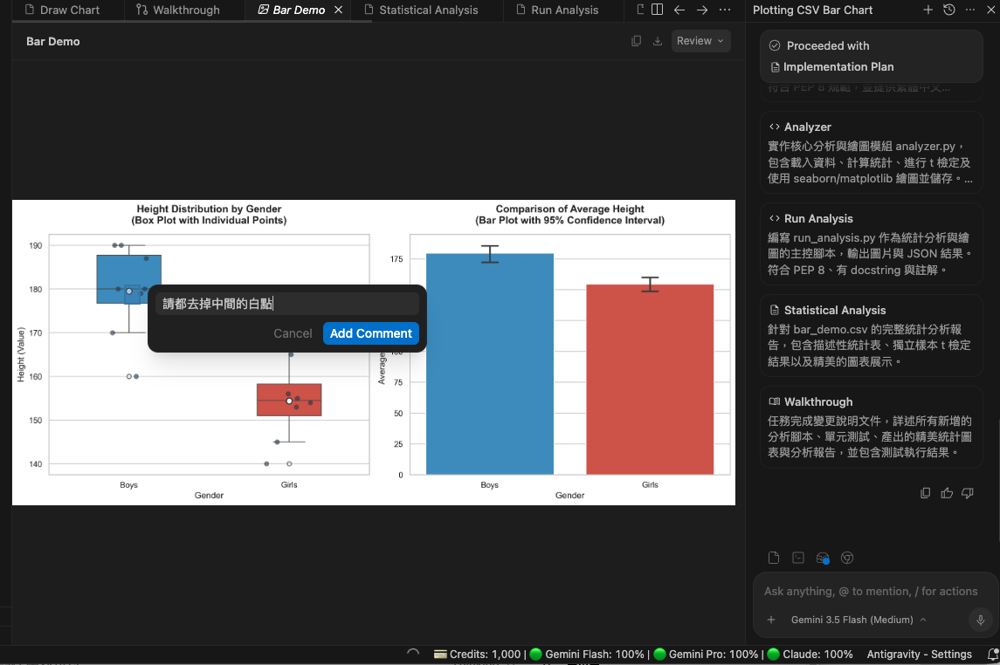 Draw Chart
Walkthrough
Bar Demo
Statistical Analysis
Run Analysis
Plotting CSV Bar Chart
Bar Demo
Review
Height Distribution by Gender
(Box Plot with Individual Points)
190
180
170
160
150
140
Height (Value)
Boys
Girls
Gender
Comparison of Average Height
(Bar Plot with 95% Confidence Interval)
175
100
75
50
25
0
Average
Boys
Girls
Gender
請都去掉中間的白點
Cancel
Add Comment
Proceeded with
Implementation Plan
符合 PEP 8 規範，並提供繁體中文...
Analyzer
實作核心分析與繪圖模組 analyzer.py，
包含載入資料、計算統計、進行 t 檢定及
使用 seaborn/matplotlib 繪圖並儲存。...
Run Analysis
編寫 run_analysis.py 作為統計分析與繪
圖的主控腳本，輸出圖片與 JSON 結果。
符合 PEP 8、有 docstring 與註解。
Statistical Analysis
針對 bar_demo.csv 的完整統計分析報
告，包含描述性統計表、獨立樣本 t 檢定
結果以及精美的圖表展示。
Walkthrough
任務完成變更說明文件，詳述所有新增的
分析腳本、單元測試、產出的精美統計圖
表與分析報告，並包含測試執行結果。
Ask anything, @ to mention, / for actions
Gemini 3.5 Flash (Medium)
Credits: 1,000 | Gemini Flash: 100% | Gemini Pro: 100% | Claude: 100%
Antigravity - Settings